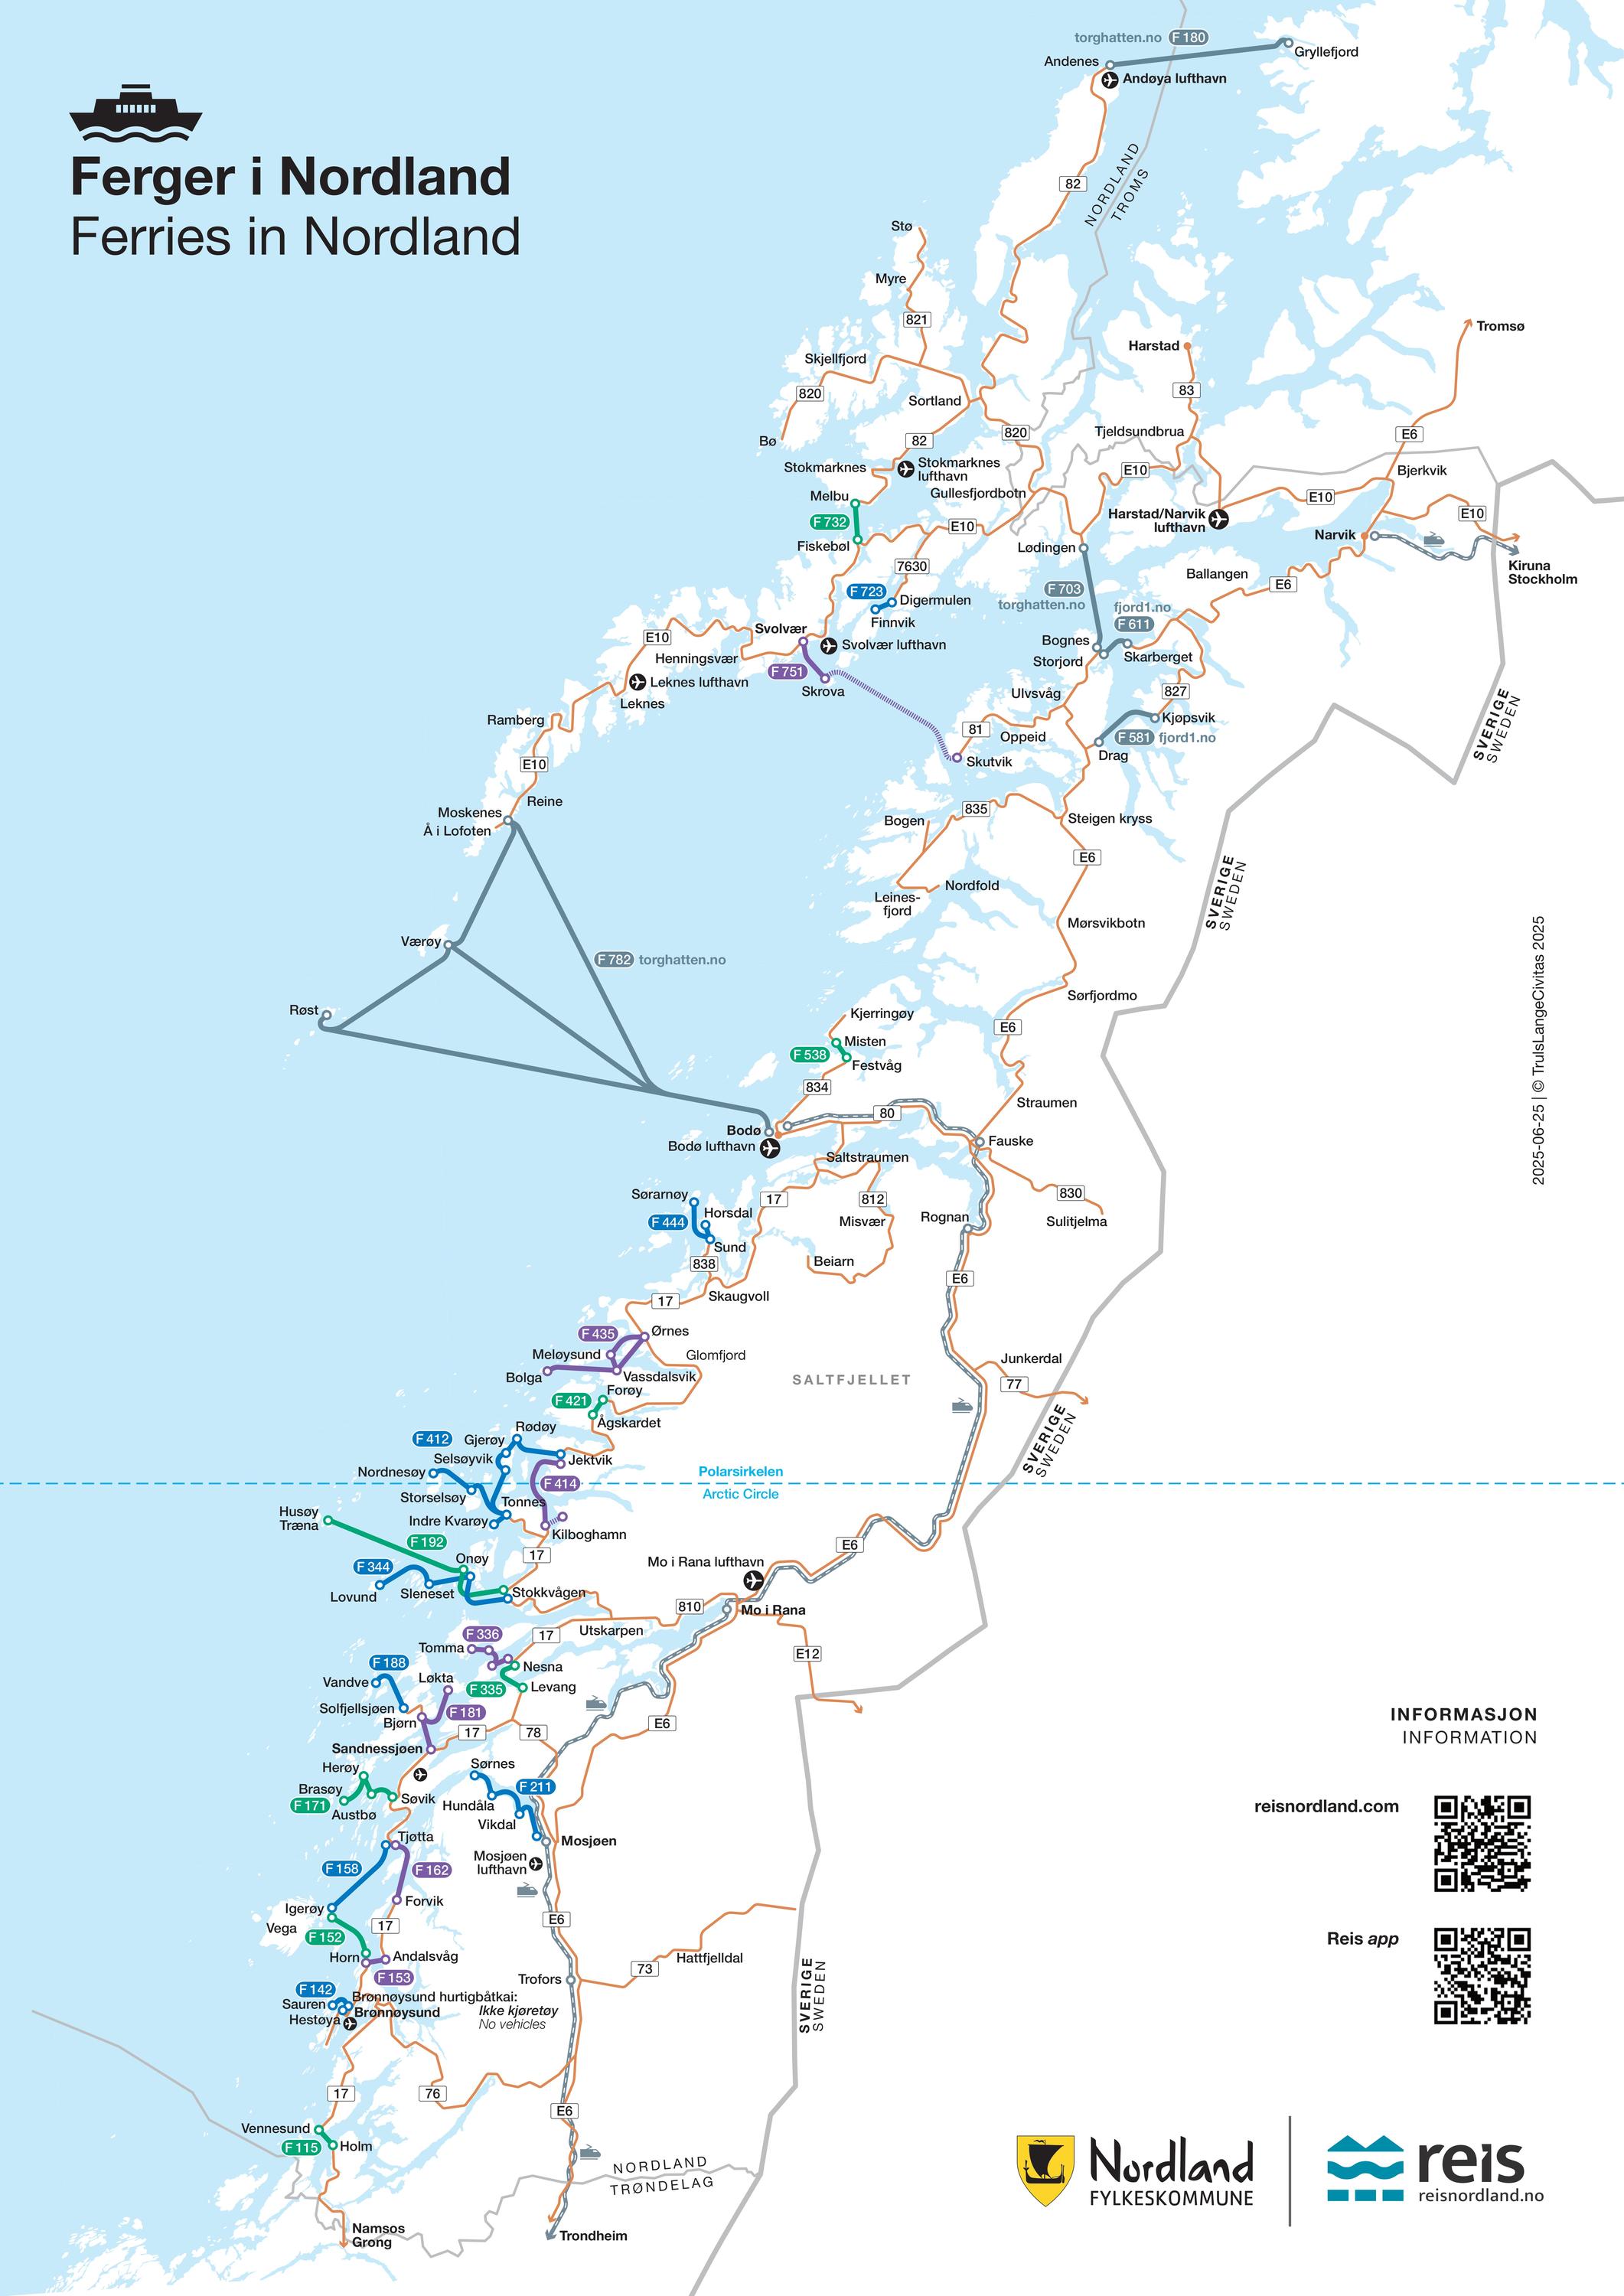 torghatten.no F 180
Gryllefjord
Andenes
Andøya lufthavn
Ferger i Nordland
Ferries in Nordland
NORDLAND
TROMS
82
Stø
Myre
821
Tromsø
Harstad
Skjellfjord
83
820
Sortland
E6
820
Tjeldsundbrua
Bø
82
Stokmarknes
Stokmarknes
lufthavn
E10
Bjerkvik
Melbu
Gullesfjordbotn
E10
E10
F 732
Harstad/Narvik
lufthavn
E10
Narvik
Fiskebøl
Lødingen
Kiruna
Stockholm
7630
Ballangen
E6
F 723
Digermulen
F 703
torghatten.no
fjord1.no
F 611
Finnvik
Svolvær
E10
Svolvær lufthavn
Bognes
Henningsvær
Storjord
Skarberget
F 751
Leknes lufthavn
Skrova
Ulvsvåg
827
Leknes
Ramberg
Kjøpsvik
81
Oppeid
F 581 fjord1.no
SVERIGE
SWEDEN
E10
Skutvik
Drag
Reine
Moskenes
Å i Lofoten
835
Bogen
Steigen kryss
E6
Nordfold
Leines-
fjord
SVERIGE
SWEDEN
Mørsvikbotn
Værøy
F 782 torghatten.no
Sørfjordmo
Røst
Kjerringøy
E6
Misten
F 538
Festvåg
834
Straumen
80
Bodø
Fauske
Bodø lufthavn
Saltstraumen
Sørarnøy
17
812
830
Horsdal
F 444
Misvær
Rognan
Sulitjelma
Sund
838
Beiarn
E6
Skaugvoll
17
F 435
Ørnes
Meløysund
Glomfjord
Junkerdal
Bolga
Vassdalsvik
SALTFJELLET
77
Forøy
F 421
Ågskardet
SVERIGE
SWEDEN
Rødøy
F 412
Gjerøy
Selsøyvik
Jektvik
Nordnesøy
Polarsirkelen
Arctic Circle
F 414
Storselsøy
Tonnes
Husøy
Træna
Indre Kvarøy
Kilboghamn
F 192
E6
17
Onøy
Mo i Rana lufthavn
F 344
Lovund
Sleneset
Stokkvågen
810
Mo i Rana
Utskarpen
F 336
17
Tomma
E12
F 188
Nesna
Løkta
Vandve
F 335
Levang
Solfjellsjøen
F 181
Bjørn
E6
17
78
Sandnessjøen
Sørnes
Herøy
F 211
Brasøy
Søvik
F 171
Hundåla
Austbø
Vikdal
Tjøtta
Mosjøen
Mosjøen
lufthavn
F 158
F 162
Igerøy
Forvik
Vega
17
E6
F 152
Horn
Andalsvåg
Hattfjelldal
73
F 153
Trofors
F 142
Brønnøysund hurtigbåtkai:
Sauren
Brønnøysund
Ikke kjøretøy
No vehicles
Hestøya
SVERIGE
SWEDEN
17
76
E6
Vennesund
F 115
Holm
NORDLAND
TRØNDELAG
Namsos
Grong
Trondheim
2025-06-25 | © TrulsLangeCivitas 2025
INFORMASJON
INFORMATION
reisnordland.com
Reis app
Nordland
FYLKESKOMMUNE
reis
reisnordland.no